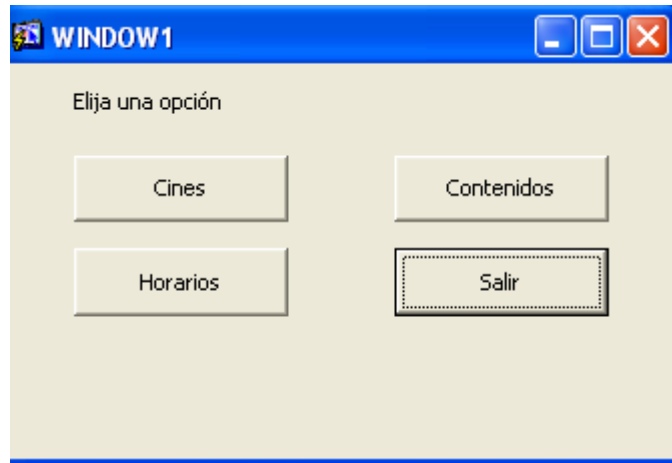 WINDOW1
Elija una opción
Cines
Contenidos
Horarios
Salir